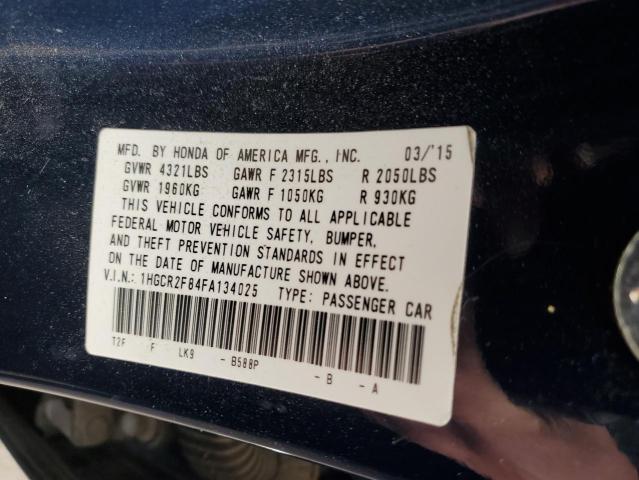 MFD. BY HONDA OF AMERICA MFG., INC. 03/'15
GVWR 4321LBS GAWR F 2315LBS R 2050LBS
GVWR 1960KG GAWR F 1050KG R 930KG
THIS VEHICLE CONFORMS TO ALL APPLICABLE
FEDERAL MOTOR VEHICLE SAFETY, BUMPER,
AND THEFT PREVENTION STANDARDS IN EFFECT
ON THE DATE OF MANUFACTURE SHOWN ABOVE.
V.I.N.: 1HGCR2F84FA134025 TYPE: PASSENGER CAR
T2F F LK9 - B588P - B - A